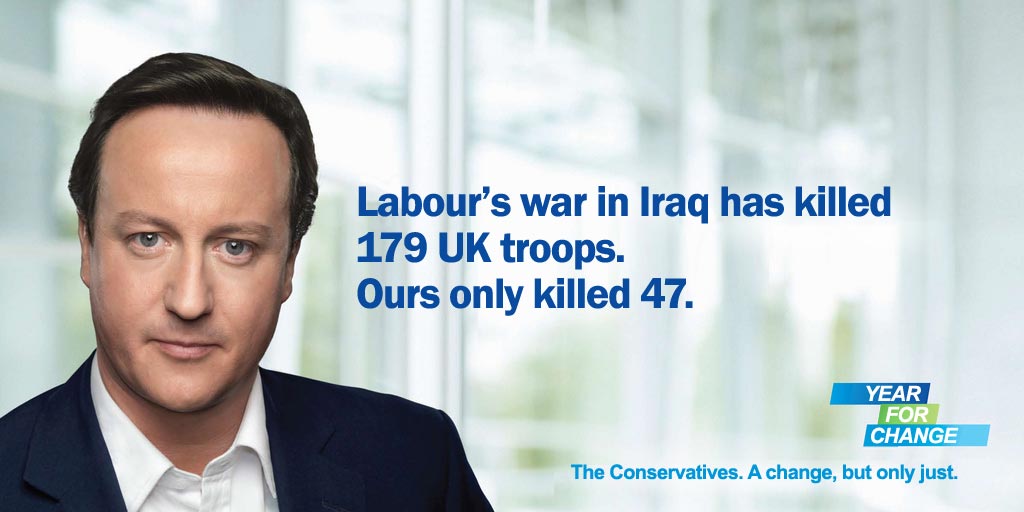 Labour’s war in Iraq has killed
179 UK troops.
Ours only killed 47.
YEAR
FOR
CHANGE
The Conservatives. A change, but only just.